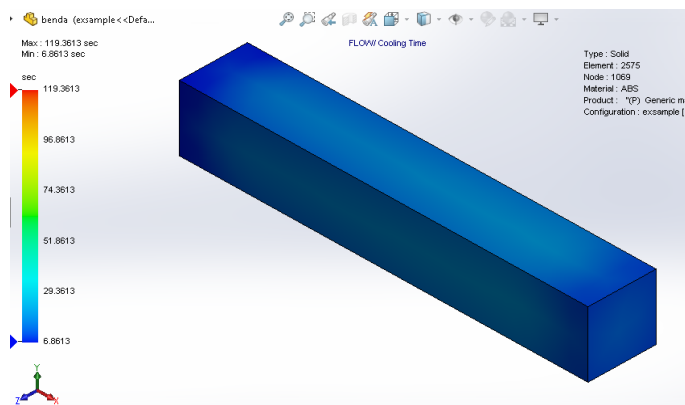 benda (exsample<<Defa...
Max : 119.3613 sec
Min : 6.8613 sec
sec
119.3613
96.8613
74.3613
51.8613
29.3613
6.8613
FLOW/ Cooling Time
Type : Solid
Element : 2575
Node : 1069
Material : ABS
Product : "(P) Generic m
Configuration : exsample [
Y
Z
X